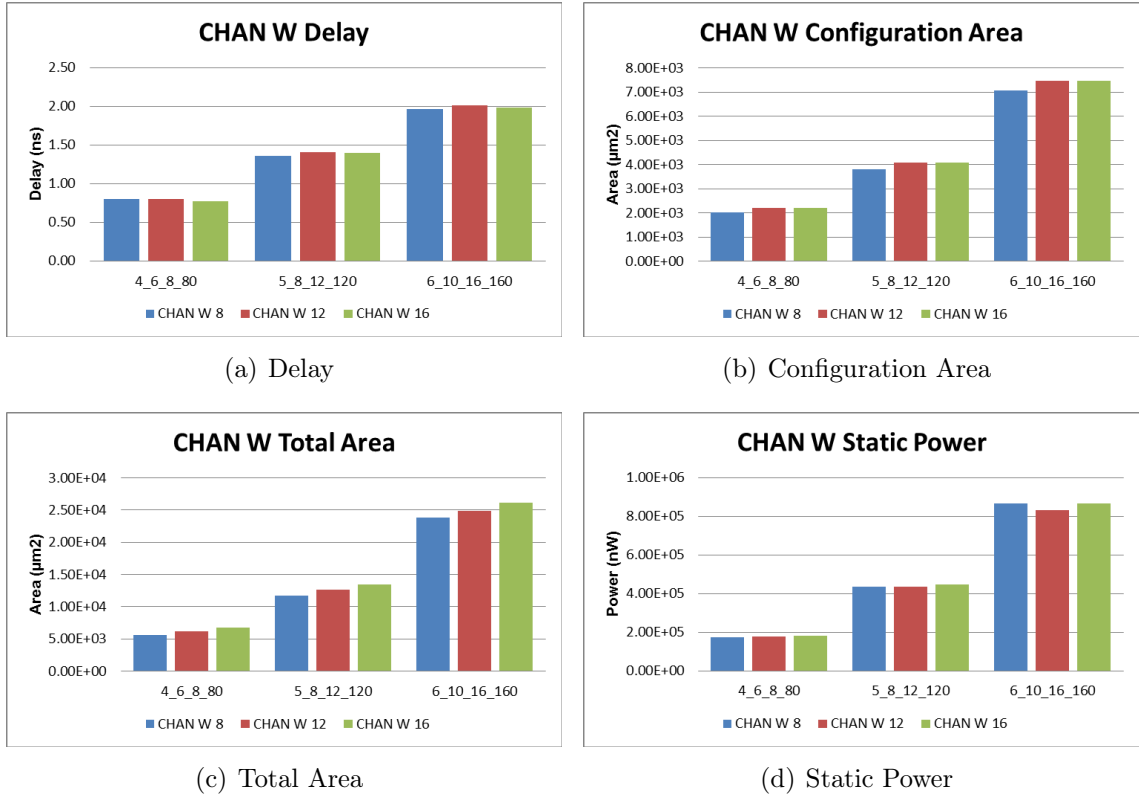 CHAN W Delay
Delay (ns)
2.50
2.00
1.50
1.00
0.50
0.00
4_6_8_80 5_8_12_120 6_10_16_160
CHAN W 8 CHAN W 12 CHAN W 16
(a) Delay
CHAN W Configuration Area
Area (µm2)
8.00E+03
7.00E+03
6.00E+03
5.00E+03
4.00E+03
3.00E+03
2.00E+03
1.00E+03
0.00E+00
4_6_8_80 5_8_12_120 6_10_16_160
CHAN W 8 CHAN W 12 CHAN W 16
(b) Configuration Area
CHAN W Total Area
Area (µm2)
3.00E+04
2.50E+04
2.00E+04
1.50E+04
1.00E+04
5.00E+03
0.00E+00
4_6_8_80 5_8_12_120 6_10_16_160
CHAN W 8 CHAN W 12 CHAN W 16
(c) Total Area
CHAN W Static Power
Power (nW)
1.00E+06
8.00E+05
6.00E+05
4.00E+05
2.00E+05
0.00E+00
4_6_8_80 5_8_12_120 6_10_16_160
CHAN W 8 CHAN W 12 CHAN W 16
(d) Static Power